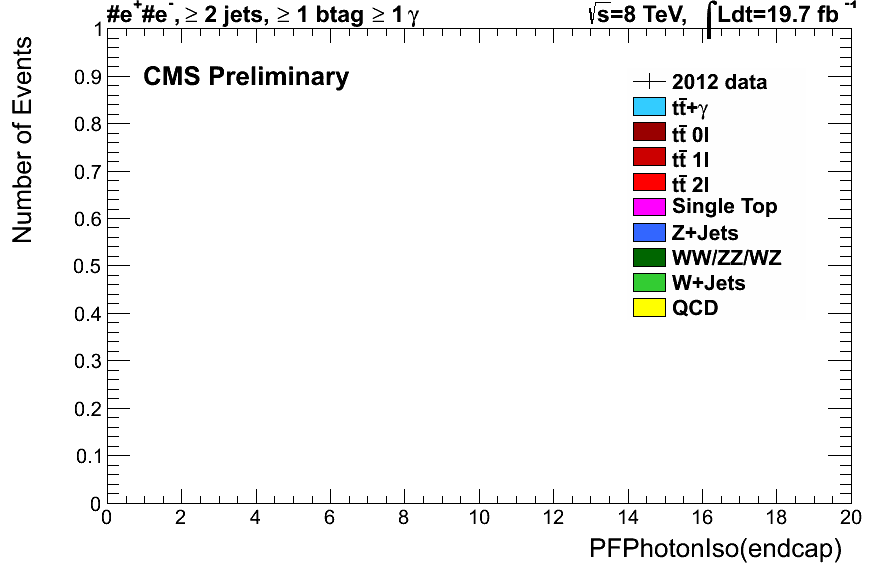 #e⁺#e⁻, ≥ 2 jets, ≥ 1 btag ≥ 1 γ
√s=8 TeV, ∫Ldt=19.7 fb⁻¹
CMS Preliminary
Number of Events
1
0.9
0.8
0.7
0.6
0.5
0.4
0.3
0.2
0.1
0
2012 data
tt̄+γ
tt̄ 0l
tt̄ 1l
tt̄ 2l
Single Top
Z+Jets
WW/ZZ/WZ
W+Jets
QCD
0 2 4 6 8 10 12 14 16 18 20
PFPhotonIso(endcap)